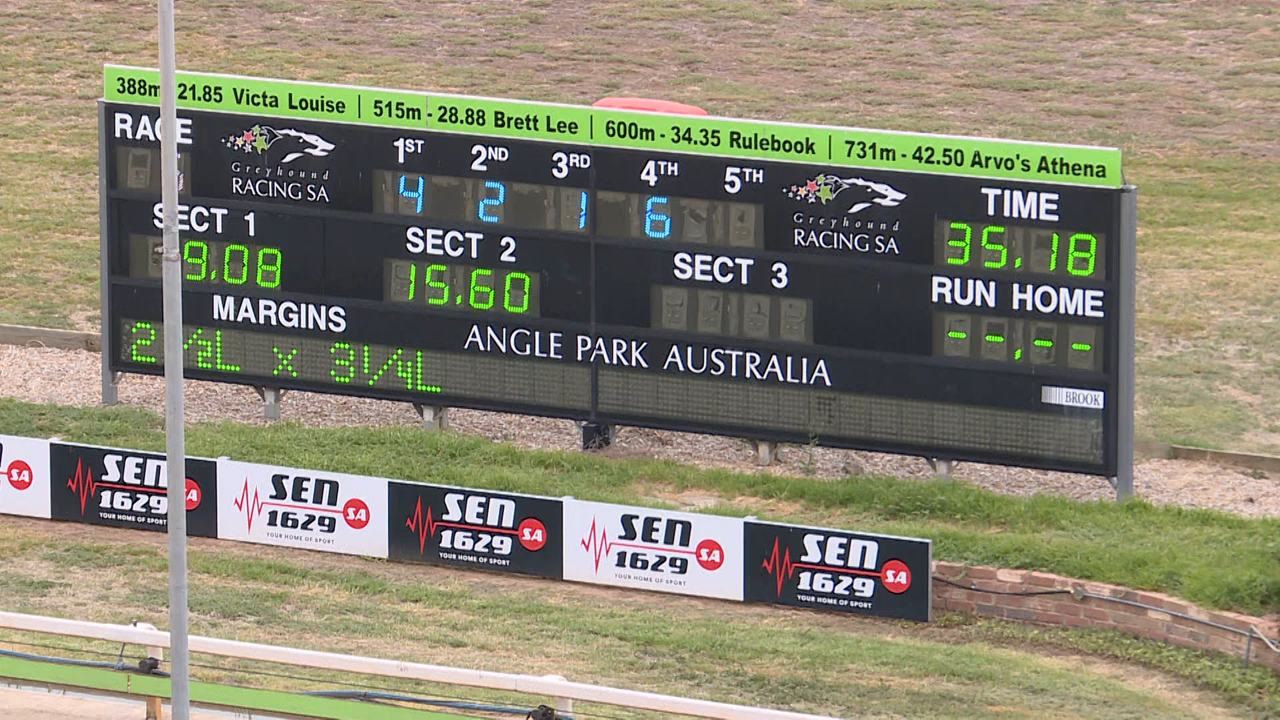 388m 21.85 Victa Louise | 515m - 28.88 Brett Lee | 600m - 34.35 Rulebook | 731m - 42.50 Arvo's Athena
RACE
Greyhound
RACING SA
1ST 2ND 3RD 4TH 5TH
4 2 1 6
Greyhound
RACING SA
TIME
35.18
SECT 1
9.08
SECT 2
15.60
SECT 3
RUN HOME
--.--
MARGINS
2 ½L x 3¼L
ANGLE PARK AUSTRALIA
BROOK
SA
SEN
1629 SA
YOUR HOME OF SPORT
SEN
1629 SA
YOUR HOME OF SPORT
SEN
1629 SA
YOUR HOME OF SPORT
SEN
1629 SA
YOUR HOME OF SPORT
SEN
1629 SA
YOUR HOME OF SPORT